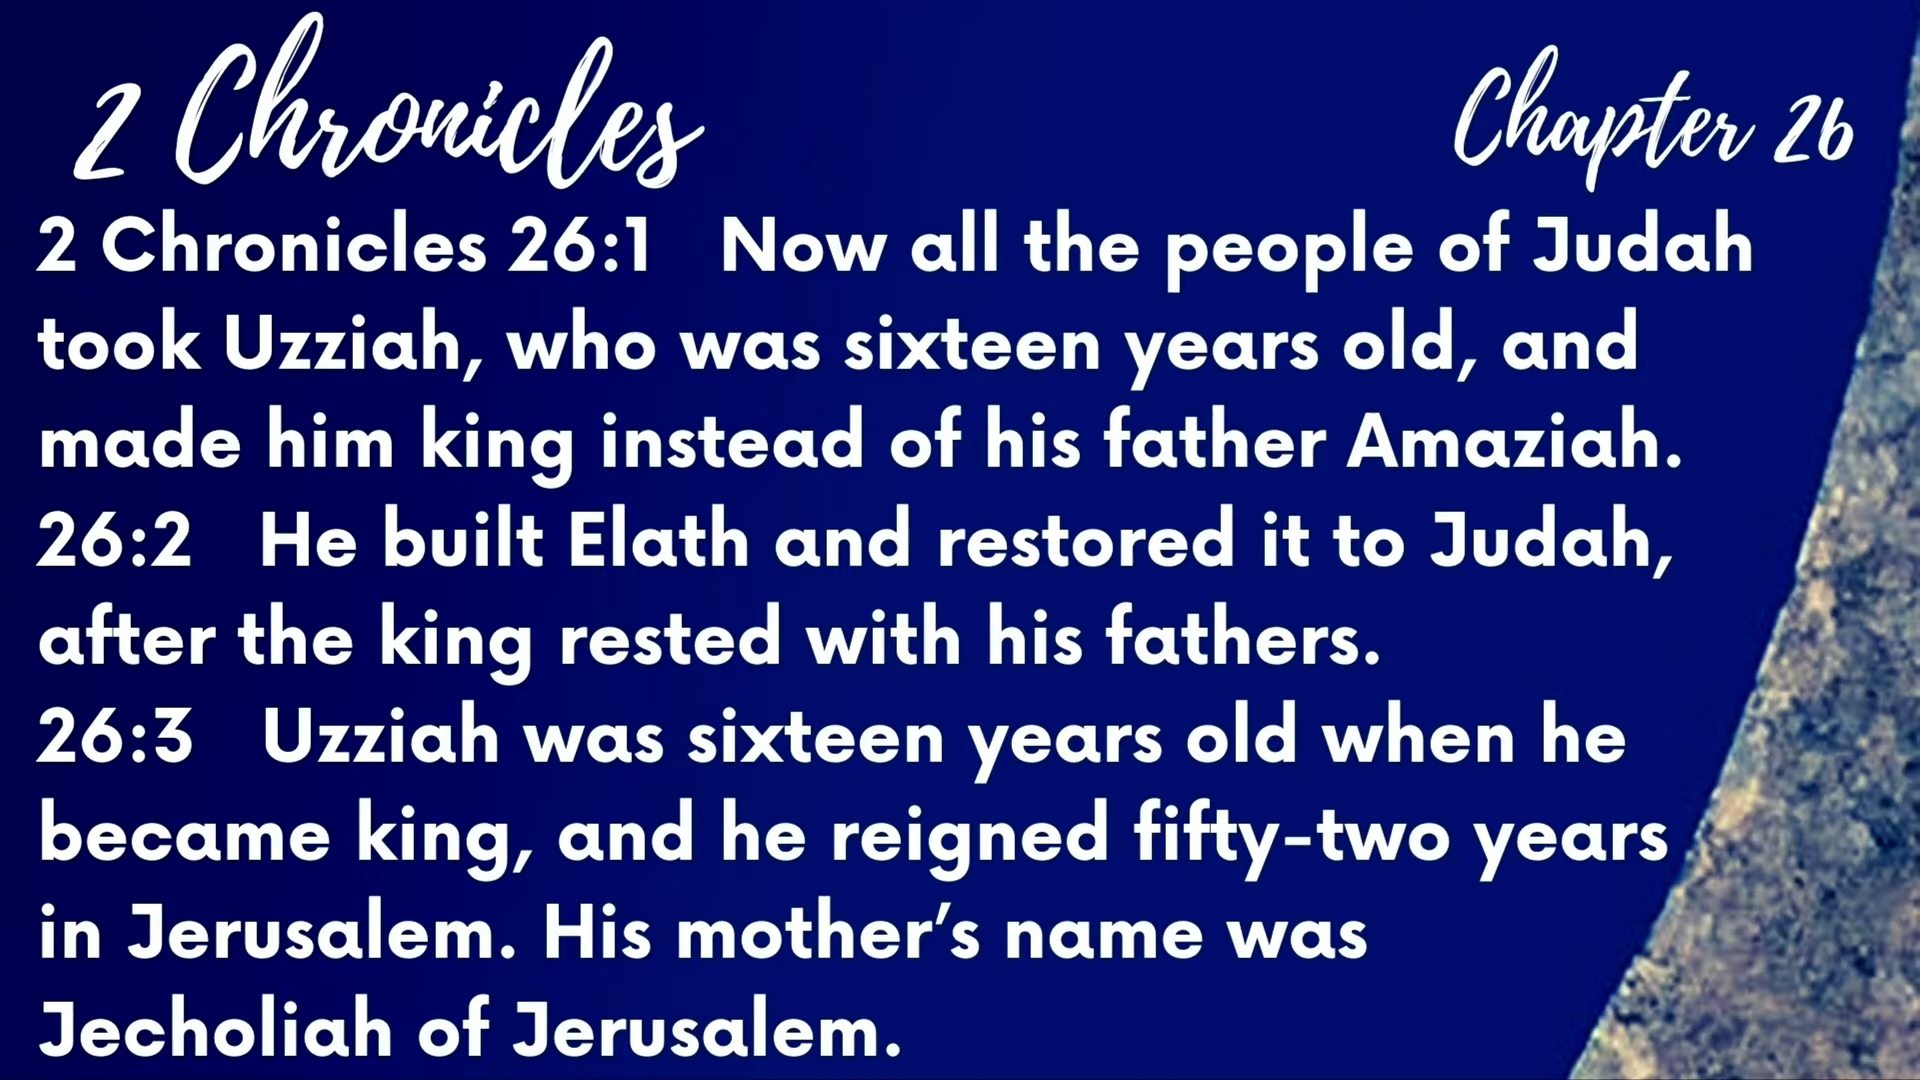 2 Chronicles
Chapter 26
2 Chronicles 26:1   Now all the people of Judah
took Uzziah, who was sixteen years old, and
made him king instead of his father Amaziah.
26:2   He built Elath and restored it to Judah,
after the king rested with his fathers.
26:3   Uzziah was sixteen years old when he
became king, and he reigned fifty-two years
in Jerusalem. His mother’s name was
Jecholiah of Jerusalem.